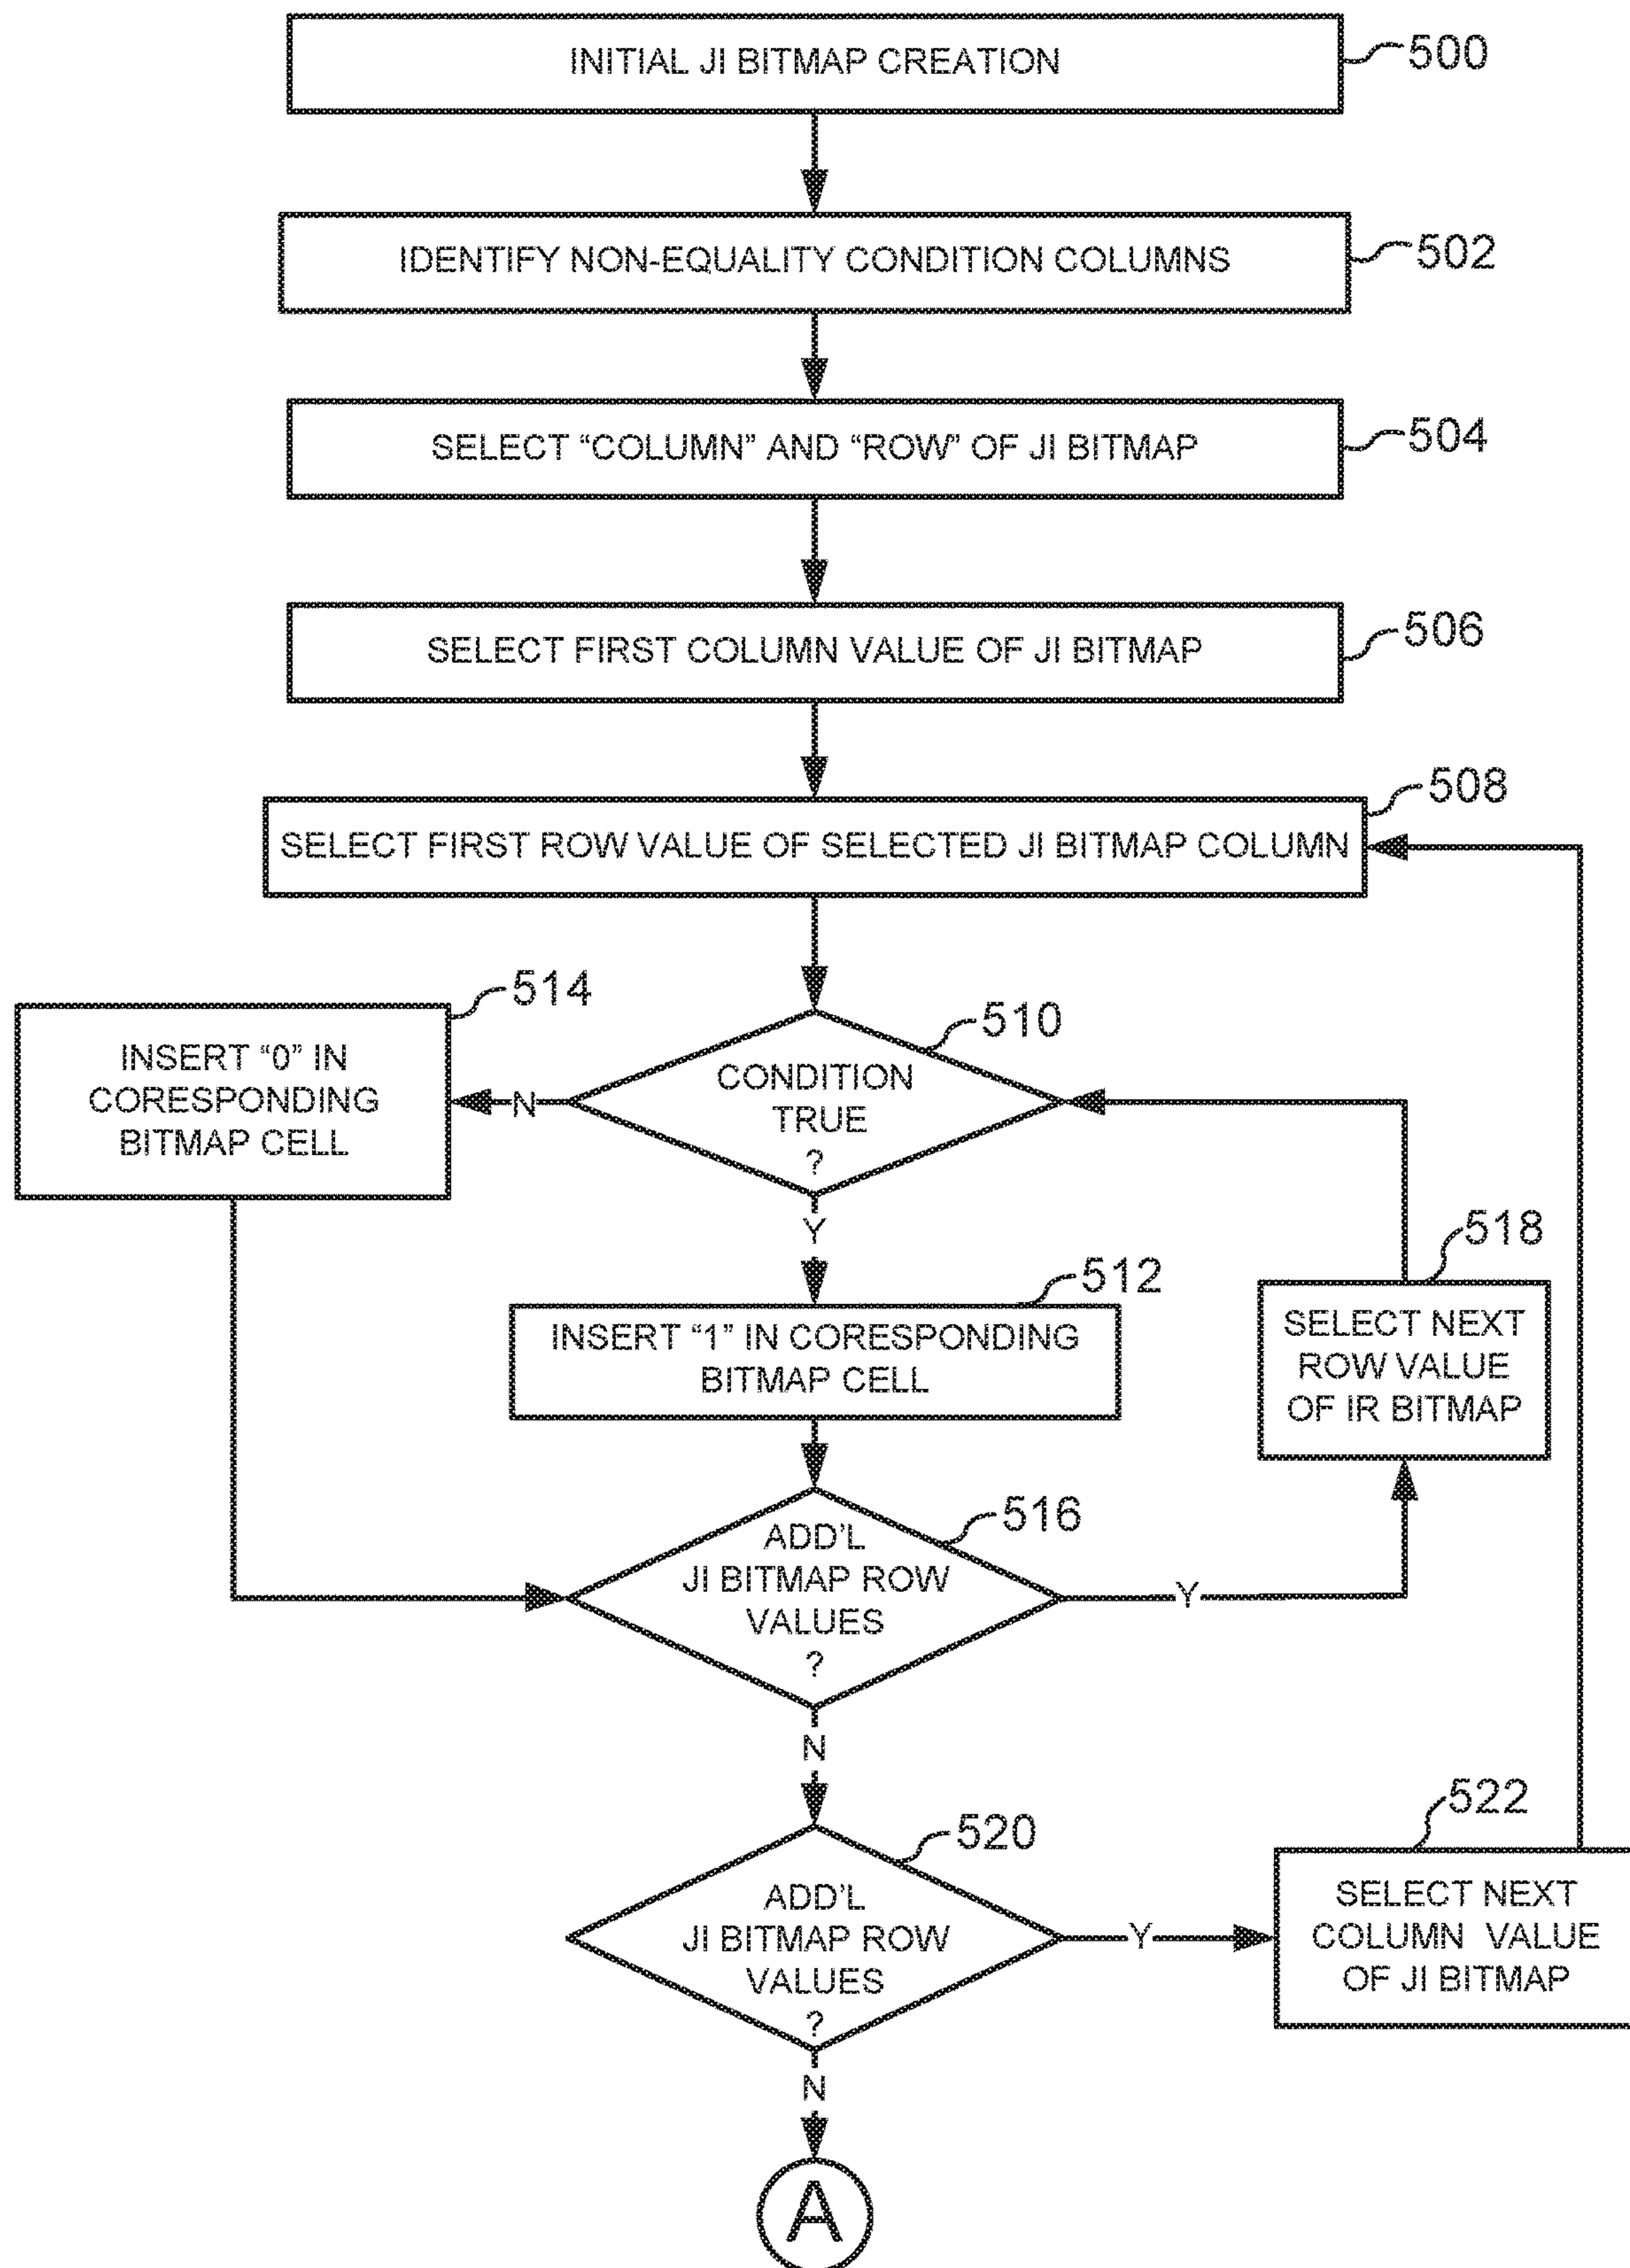 INITIAL JI BITMAP CREATION
500
IDENTIFY NON-EQUALITY CONDITION COLUMNS
502
SELECT “COLUMN” AND “ROW” OF JI BITMAP
504
SELECT FIRST COLUMN VALUE OF JI BITMAP
506
SELECT FIRST ROW VALUE OF SELECTED JI BITMAP COLUMN
508
CONDITION
TRUE
?
510
N
INSERT “0” IN
CORESPONDING
BITMAP CELL
514
Y
INSERT “1” IN CORESPONDING
BITMAP CELL
512
ADD’L
JI BITMAP ROW
VALUES
?
516
Y
SELECT NEXT
ROW VALUE
OF IR BITMAP
518
N
ADD’L
JI BITMAP ROW
VALUES
?
520
Y
SELECT NEXT
COLUMN VALUE
OF JI BITMAP
522
N
A